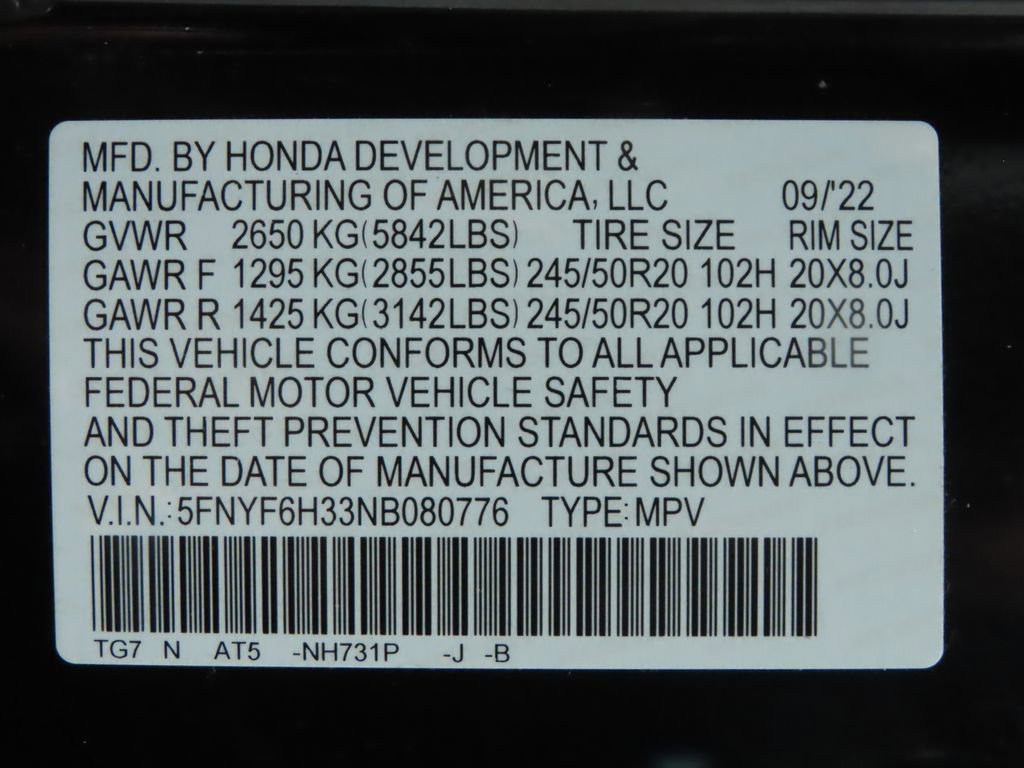 MFD. BY HONDA DEVELOPMENT &
MANUFACTURING OF AMERICA, LLC 09/'22
GVWR 2650 KG(5842LBS) TIRE SIZE RIM SIZE
GAWR F 1295 KG(2855LBS) 245/50R20 102H 20X8.0J
GAWR R 1425 KG(3142LBS) 245/50R20 102H 20X8.0J
THIS VEHICLE CONFORMS TO ALL APPLICABLE
FEDERAL MOTOR VEHICLE SAFETY
AND THEFT PREVENTION STANDARDS IN EFFECT
ON THE DATE OF MANUFACTURE SHOWN ABOVE.
V.I.N.: 5FNYF6H33NB080776 TYPE: MPV
TG7 N AT5 -NH731P -J -B